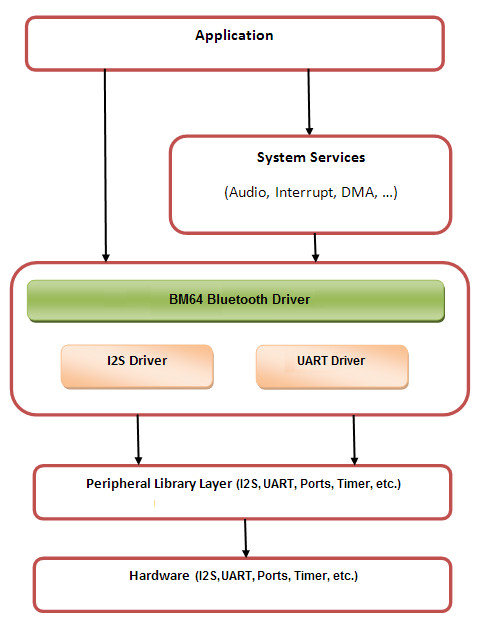 Application
System Services
(Audio, Interrupt, DMA, ...)
BM64 Bluetooth Driver
I2S Driver
UART Driver
Peripheral Library Layer (I2S, UART, Ports, Timer, etc.)
Hardware (I2S,UART, Ports, Timer, etc.)